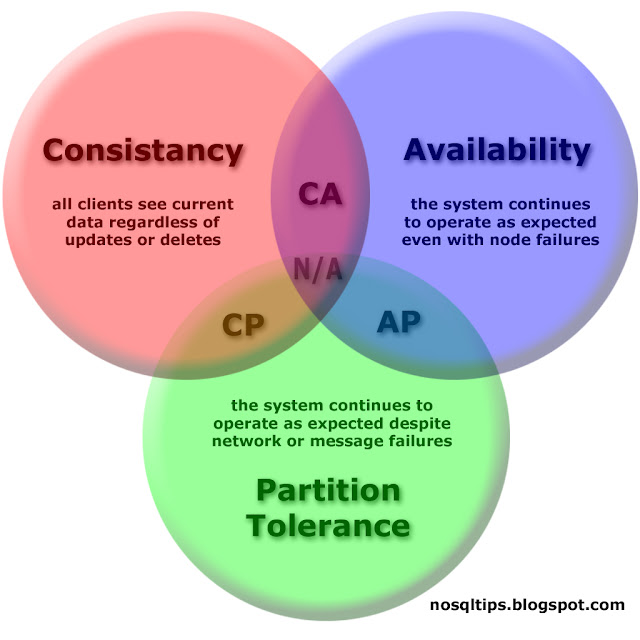 Consistancy
all clients see current
data regardless of
updates or deletes
Availability
the system continues
to operate as expected
even with node failures
CA
N/A
CP
AP
the system continues to
operate as expected despite
network or message failures
Partition
Tolerance
nosqltips.blogspot.com